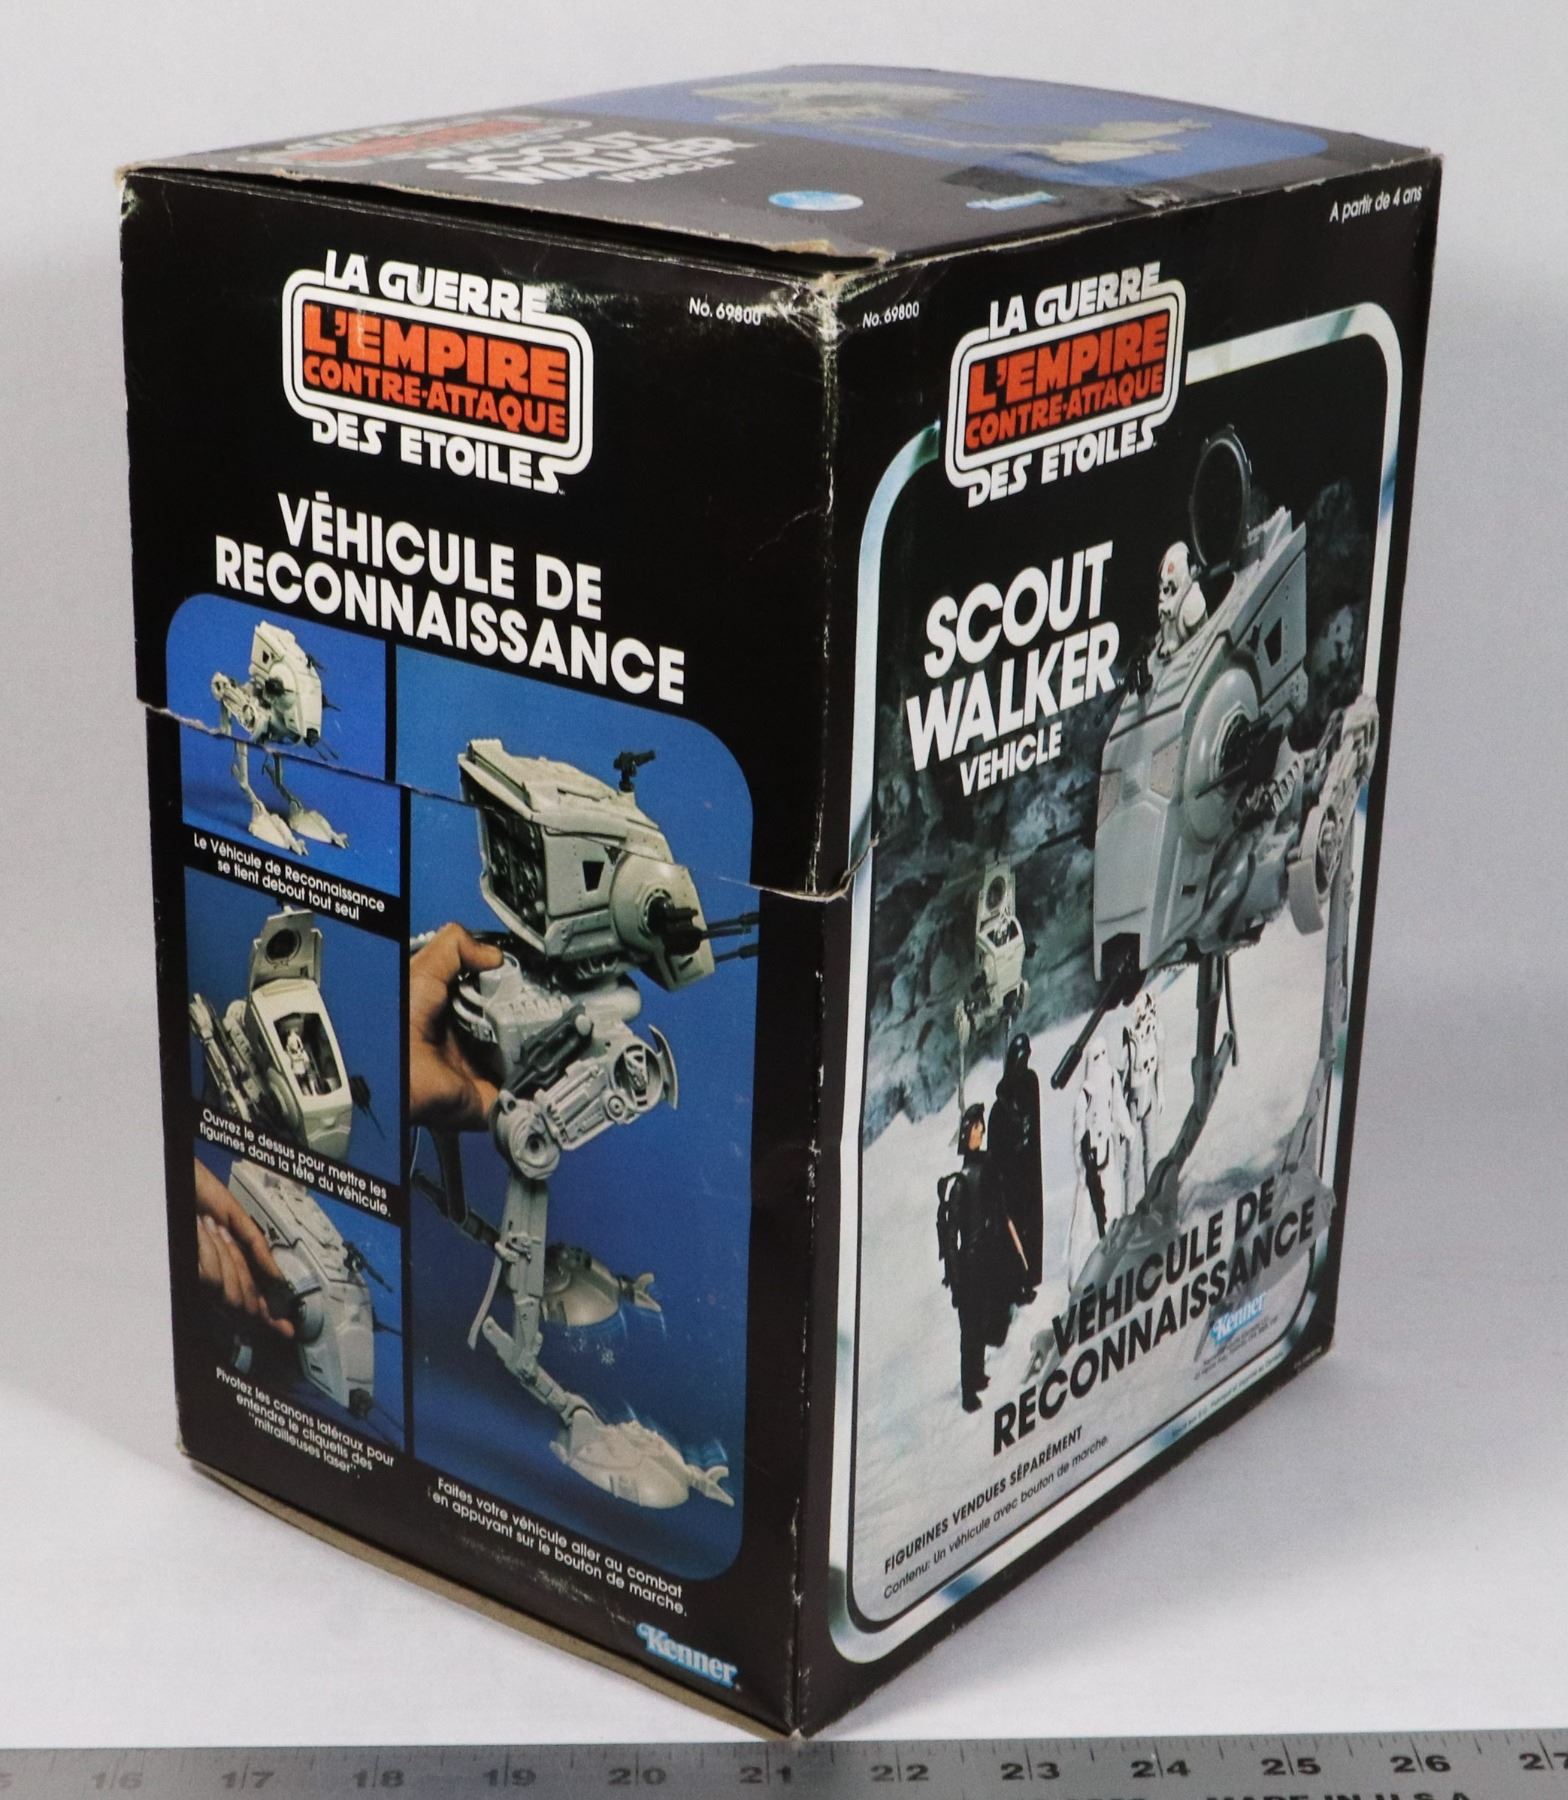 SCOUT
WALKER
VEHICLE
LA GUERRE
L'EMPIRE
CONTRE-ATTAQUE
DES ETOILES
No. 69800
VÉHICULE DE
RECONNAISSANCE
Le Véhicule de Reconnaissance
se tient debout tout seul
Ouvrez le dessus pour mettre les
figurines dans la tête du véhicule.
Pivotez les canons latéraux pour
entendre le cliquetis des
"mitrailleuses laser".
Faites votre véhicule aller au combat
en appuyant sur le bouton de marche.
Kenner
A partir de 4 ans
No. 69800
LA GUERRE
L'EMPIRE
CONTRE-ATTAQUE
DES ETOILES
SCOUT
WALKER
VEHICLE
VÉHICULE DE
RECONNAISSANCE
Kenner
FIGURINES VENDUES SÉPARÉMENT
Contenu: Un véhicule avec bouton de marche.
16 17 18 19 20 21 22 23 24 25 26 27
MADE IN U.S.A.